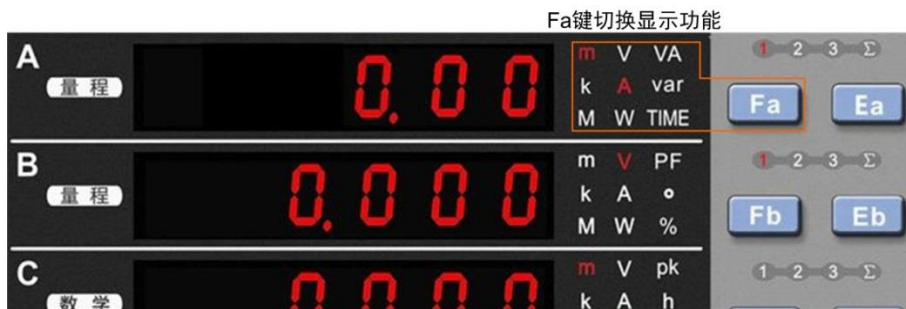 Fa键切换显示功能
A 0.00 m V VA 1 2 3 Σ
量程 k A var Fa Ea
M W TIME
B 0.000 m V PF 1 2 3 Σ
量程 k A ° Fb Eb
M W %
C 0000 m V pk 1 2 3 Σ
数学 k A h